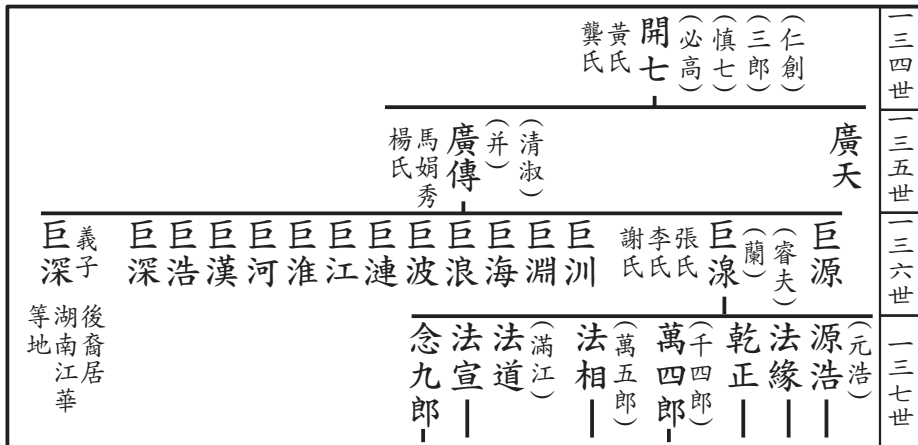 一三四世
（仁創）
（三郎）
（慎七）
（必高）
開七
黃氏
龔氏
一三五世
廣天
（清淑）
（并）
廣傳
馬娟秀
楊氏
一三六世
巨源
（睿夫）
（蘭）
巨湶
張氏
李氏
謝氏
巨汌
巨淵
巨海
巨浪
巨波
巨漣
巨江
巨淮
巨河
巨漢
巨浩
巨深
義子
巨深
後裔居
湖南江華
等地
一三七世
（元浩）
源浩
法緣
乾正
（千四郎）
萬四郎
（萬五郎）
法相
（滿江）
法道
法宣
念九郎